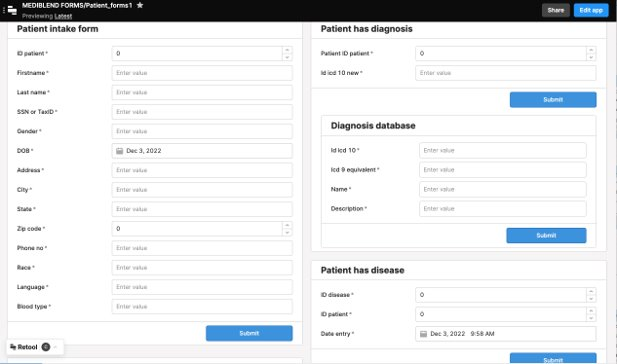 MEDIBLEND FORMS/Patient_forms1 ★
Previewing Latest
Share
Edit app
Patient intake form
ID patient * 0
Firstname * Enter value
Last name * Enter value
SSN or TaxID * Enter value
Gender * Enter value
DOB * Dec 3, 2022
Address * Enter value
City * Enter value
State * Enter value
Zip code * 0
Phone no * Enter value
Race * Enter value
Language * Enter value
Blood type * Enter value
Submit
Retool
Patient has diagnosis
Patient ID patient * 0
Id icd 10 new * Enter value
Submit
Diagnosis database
Id icd 10 * Enter value
Icd 9 equivalent * Enter value
Name * Enter value
Description * Enter value
Submit
Patient has disease
ID disease * 0
ID patient * 0
Date entry * Dec 3, 2022 9:58 AM
Submit